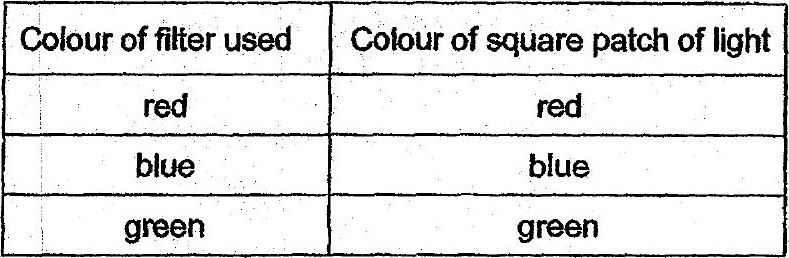 Colour of filter used Colour of square patch of light
red red
blue blue
green green